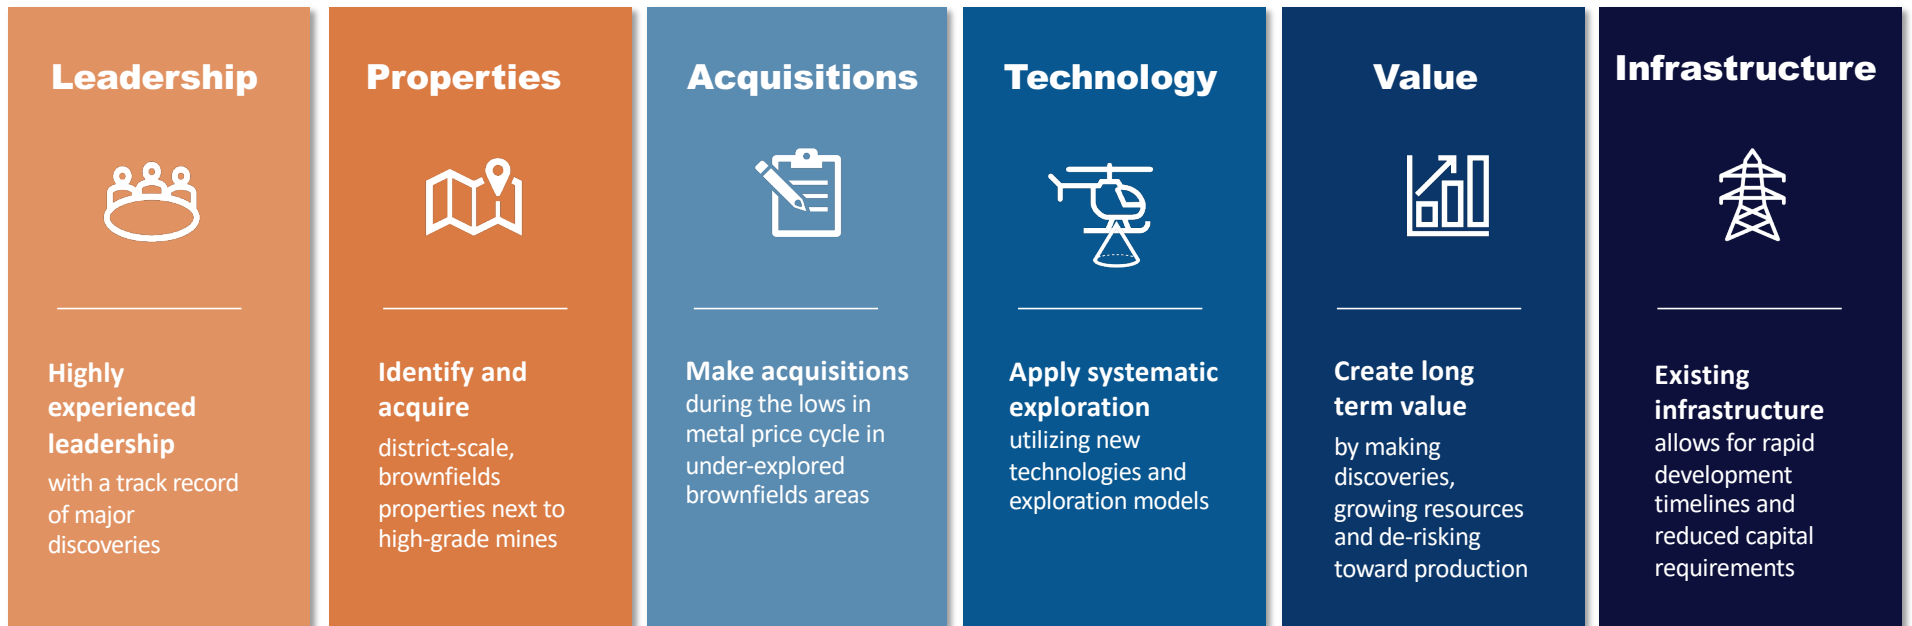 Leadership
Highly
experienced
leadership
with a track record
of major
discoveries
Properties
Identify and
acquire
district-scale,
brownfields
properties next to
high-grade mines
Acquisitions
Make acquisitions
during the lows in
metal price cycle in
under-explored
brownfields areas
Technology
Apply systematic
exploration
utilizing new
technologies and
exploration models
Value
Create long
term value
by making
discoveries,
growing resources
and de-risking
toward production
Infrastructure
Existing
infrastructure
allows for rapid
development
timelines and
reduced capital
requirements